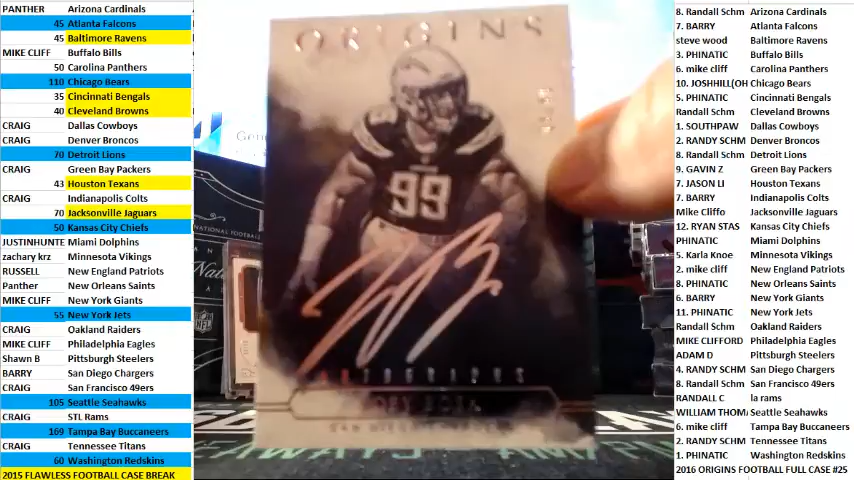 PANTHER Arizona Cardinals
45 Atlanta Falcons
45 Baltimore Ravens
MIKE CLIFF Buffalo Bills
50 Carolina Panthers
110 Chicago Bears
35 Cincinnati Bengals
40 Cleveland Browns
CRAIG Dallas Cowboys
CRAIG Denver Broncos
70 Detroit Lions
CRAIG Green Bay Packers
43 Houston Texans
CRAIG Indianapolis Colts
70 Jacksonville Jaguars
50 Kansas City Chiefs
JUSTINHUNTE Miami Dolphins
zachary krz Minnesota Vikings
RUSSELL New England Patriots
Panther New Orleans Saints
MIKE CLIFF New York Giants
55 New York Jets
CRAIG Oakland Raiders
MIKE CLIFF Philadelphia Eagles
Shawn B Pittsburgh Steelers
BARRY San Diego Chargers
CRAIG San Francisco 49ers
105 Seattle Seahawks
CRAIG STL Rams
169 Tampa Bay Buccaneers
CRAIG Tennessee Titans
60 Washington Redskins
2015 FLAWLESS FOOTBALL CASE BREAK
ORIGINS
99
AUTOGRAPHS
JOEY BOSA
SAN DIEGO
NFL
8. Randall Schm Arizona Cardinals
7. BARRY Atlanta Falcons
steve wood Baltimore Ravens
3. PHINATIC Buffalo Bills
6. mike cliff Carolina Panthers
10. JOSHHILL(OH Chicago Bears
5. PHINATIC Cincinnati Bengals
Randall Schm Cleveland Browns
1. SOUTHPAW Dallas Cowboys
2. RANDY SCHM Denver Broncos
8. Randall Schm Detroit Lions
9. GAVIN Z Green Bay Packers
7. JASON LI Houston Texans
7. BARRY Indianapolis Colts
Mike Cliffo Jacksonville Jaguars
12. RYAN STAS Kansas City Chiefs
PHINATIC Miami Dolphins
5. Karla Knoe Minnesota Vikings
2. mike cliff New England Patriots
8. PHINATIC New Orleans Saints
6. BARRY New York Giants
11. PHINATIC New York Jets
Randall Schm Oakland Raiders
MIKE CLIFFORD Philadelphia Eagles
ADAM D Pittsburgh Steelers
4. RANDY SCHM San Diego Chargers
8. Randall Schm San Francisco 49ers
RANDALL C la rams
WILLIAM THOM Seattle Seahawks
6. mike cliff Tampa Bay Buccaneers
2. RANDY SCHM Tennessee Titans
1. PHINATIC Washington Redskins
2016 ORIGINS FOOTBALL FULL CASE #25